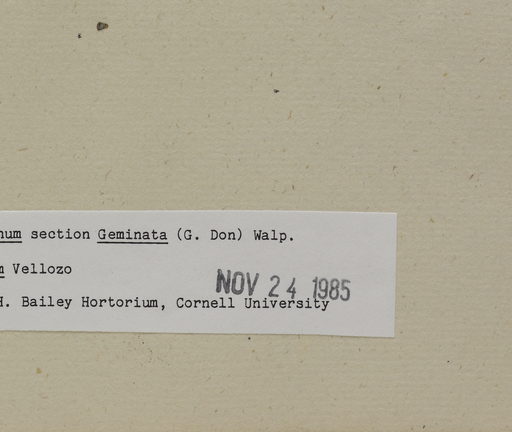 num section Geminata (G. Don) Walp.
m Vellozo
NOV 24 1985
H. Bailey Hortorium, Cornell University